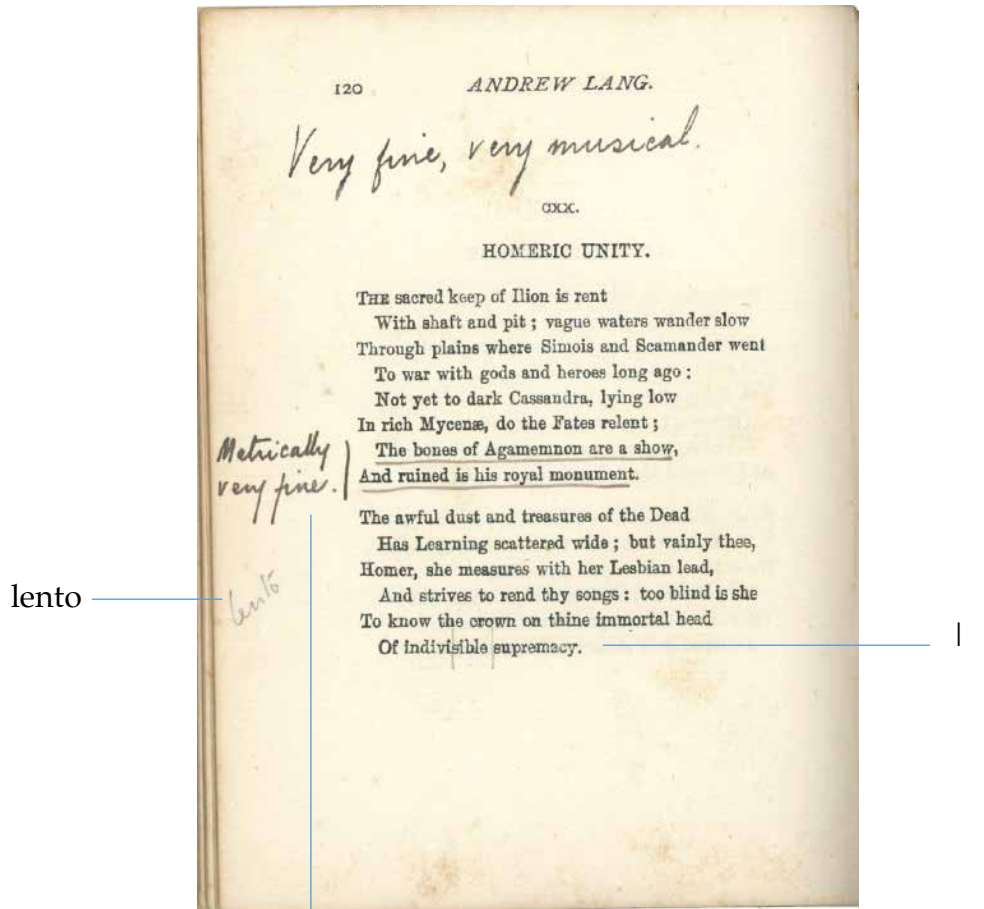 120 ANDREW LANG.
Very fine, very musical.
CXX.
HOMERIC UNITY.
THE sacred keep of Ilion is rent
With shaft and pit ; vague waters wander slow
Through plains where Simois and Scamander went
To war with gods and heroes long ago :
Not yet to dark Cassandra, lying low
In rich Mycenæ, do the Fates relent ;
The bones of Agamemnon are a show,
And ruined is his royal monument.
Metrically
very fine.
The awful dust and treasures of the Dead
Has Learning scattered wide ; but vainly thee,
Homer, she measures with her Lesbian lead,
And strives to rend thy songs : too blind is she
To know the crown on thine immortal head
Of indivisible supremacy.
lento
lento
|